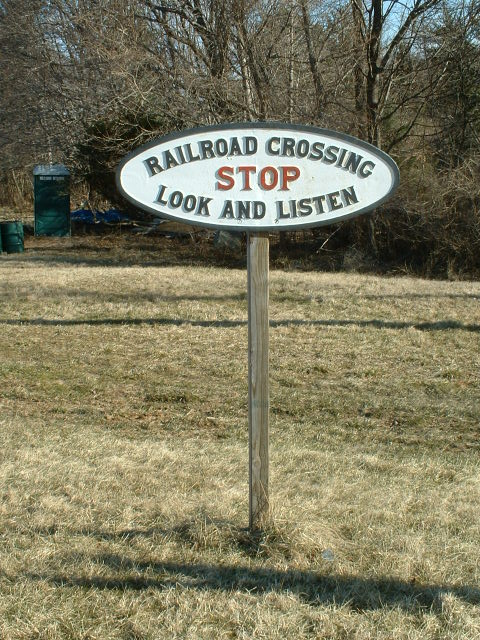 RAILROAD CROSSING
STOP
LOOK AND LISTEN